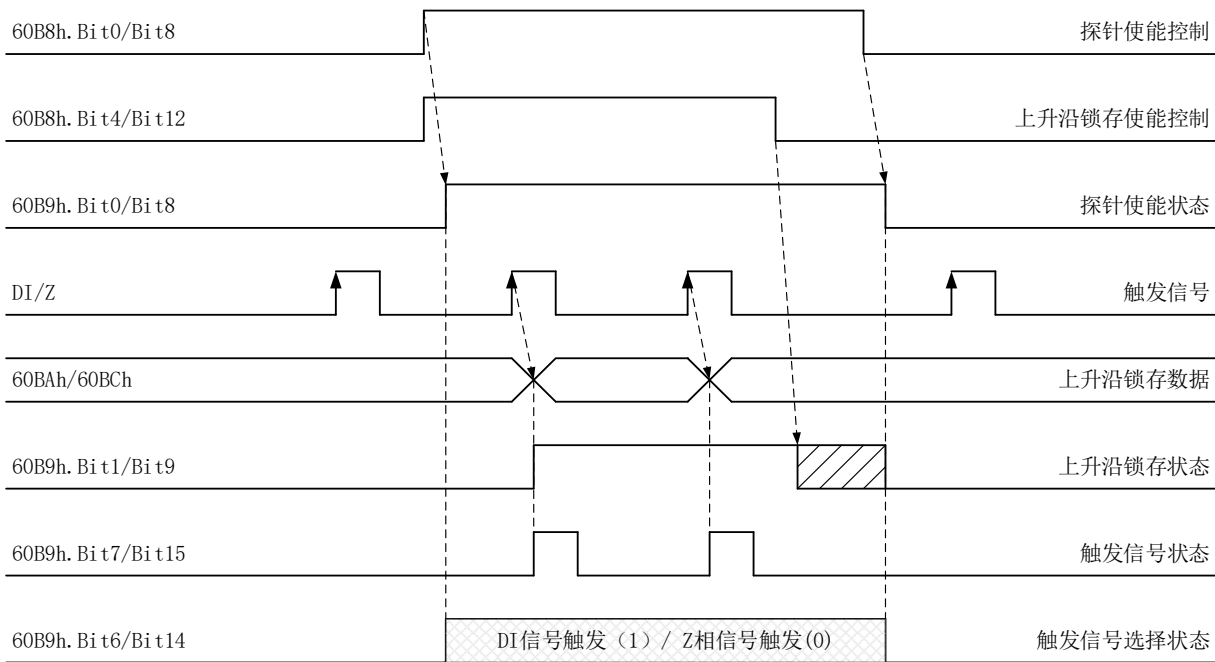 60B8h.Bit0/Bit8 探针使能控制
60B8h.Bit4/Bit12 上升沿锁存使能控制
60B9h.Bit0/Bit8 探针使能状态
DI/Z 触发信号
60BAh/60BCh 上升沿锁存数据
60B9h.Bit1/Bit9 上升沿锁存状态
60B9h.Bit7/Bit15 触发信号状态
60B9h.Bit6/Bit14 DI信号触发（1）/ Z相信号触发(0) 触发信号选择状态